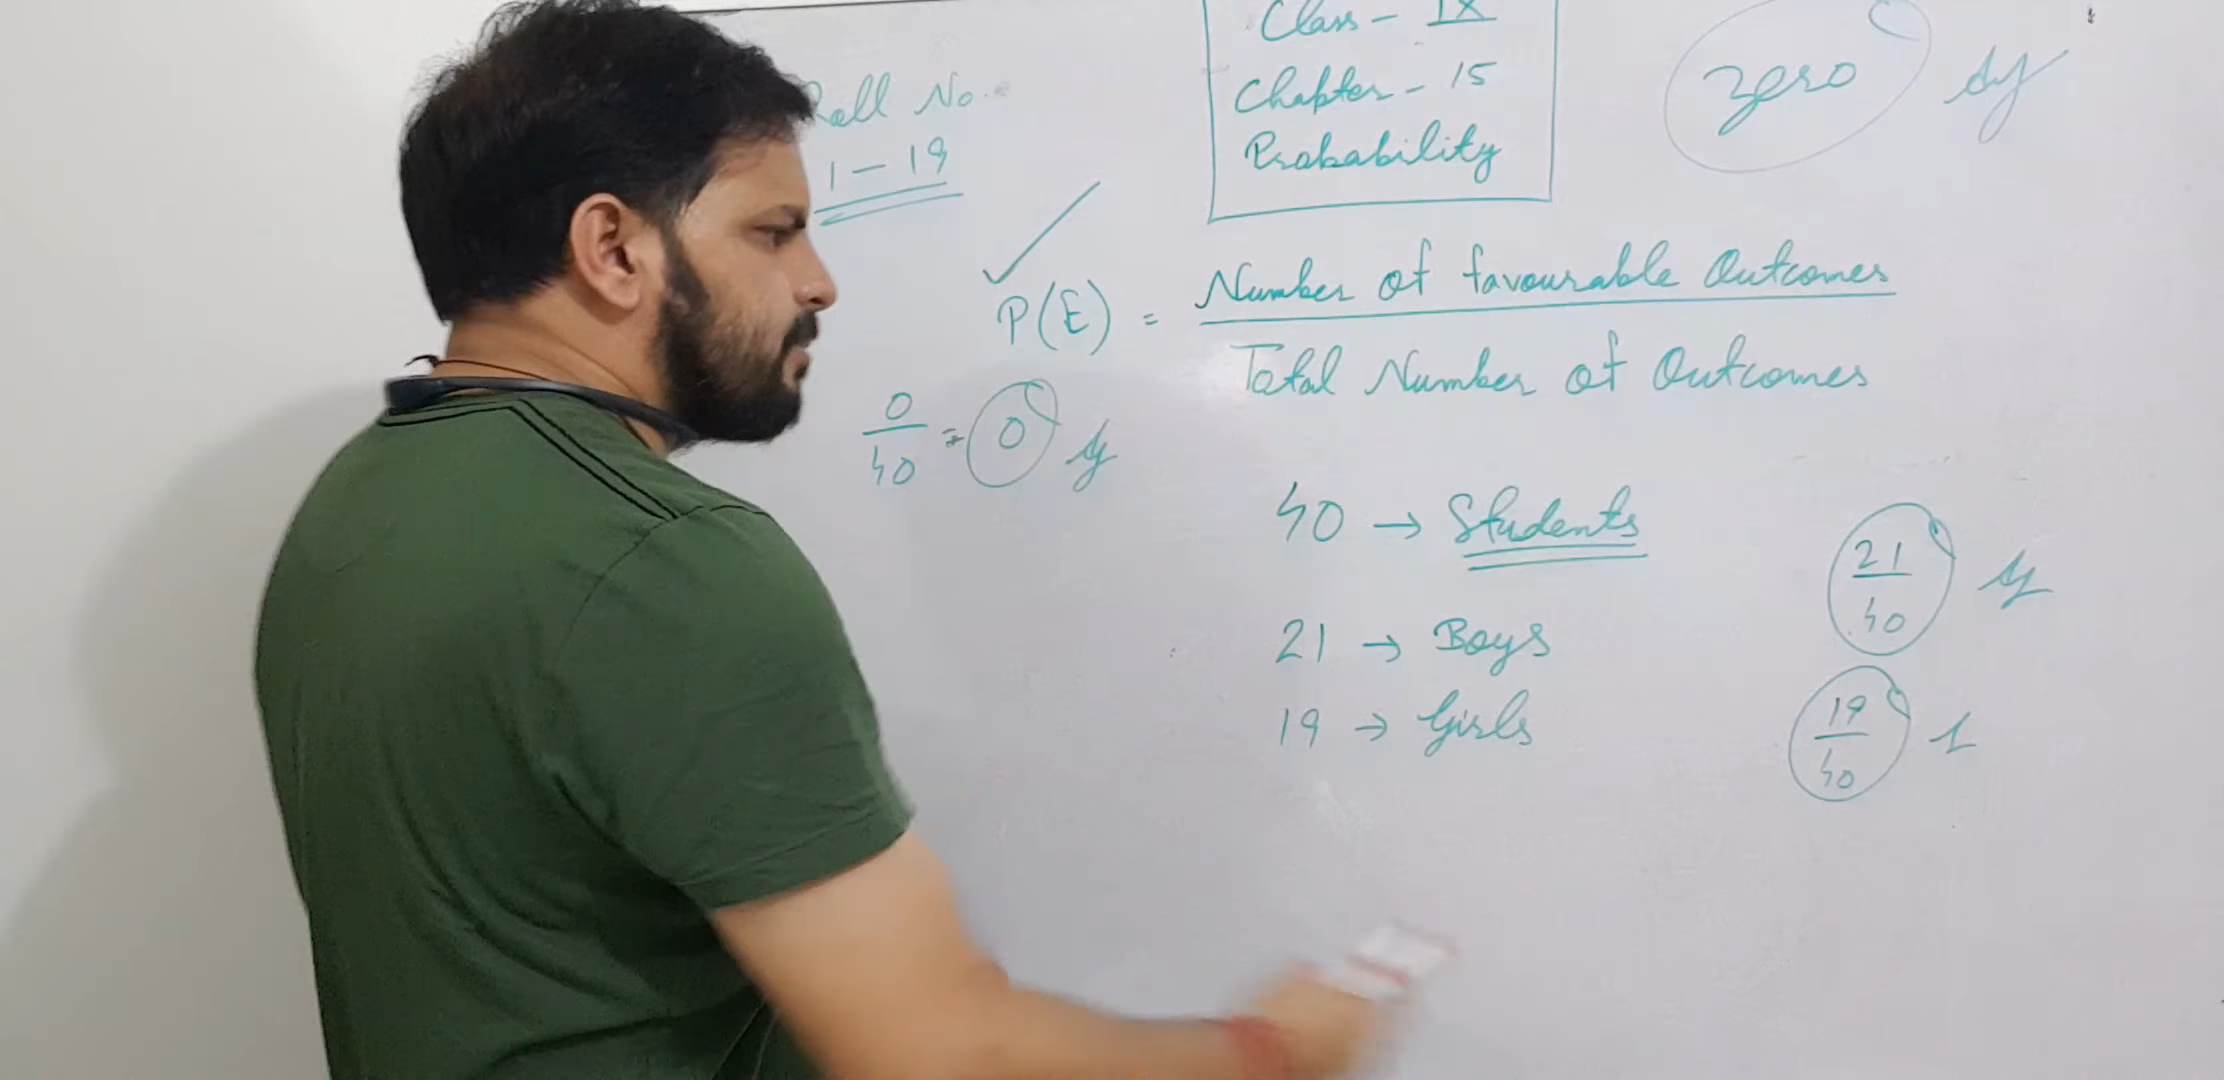 Class - IX
Chapter - 15
Probability
zero
Roll No.
1 - 19
P(E) = Number of favourable Outcomes
Total Number of Outcomes
0
40
= 0
40 → Students
21 → Boys
19 → Girls
21
40
19
40